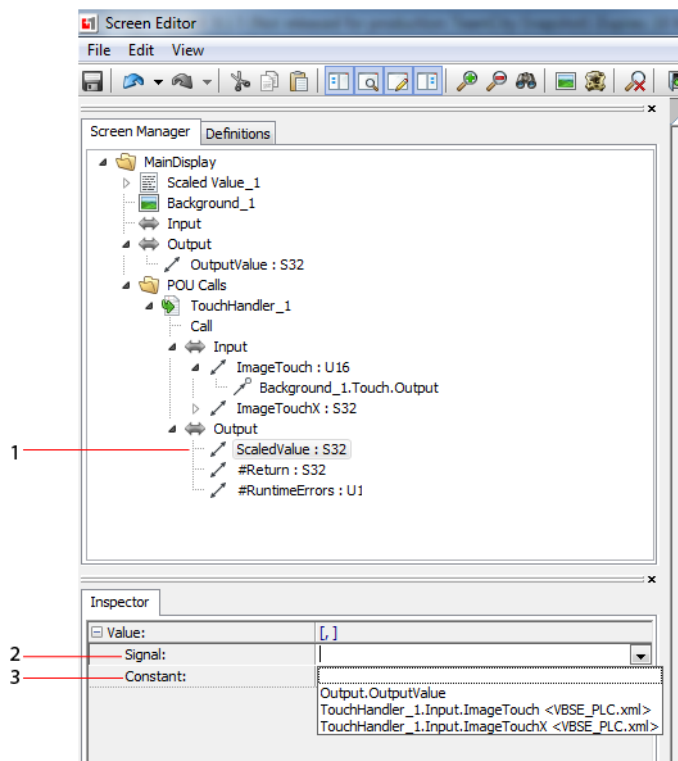 Screen Editor
File Edit View
Screen Manager Definitions
MainDisplay
Scaled Value_1
Background_1
Input
Output
OutputValue : S32
POU Calls
TouchHandler_1
Call
Input
ImageTouch : U16
Background_1.Touch.Output
ImageTouchX : S32
Output
1 ScaledValue : S32
#Return : S32
#RuntimeErrors : U1
Inspector
Value: [, ]
2 Signal:
3 Constant:
Output.OutputValue
TouchHandler_1.Input.ImageTouch <VBSE_PLC.xml>
TouchHandler_1.Input.ImageTouchX <VBSE_PLC.xml>